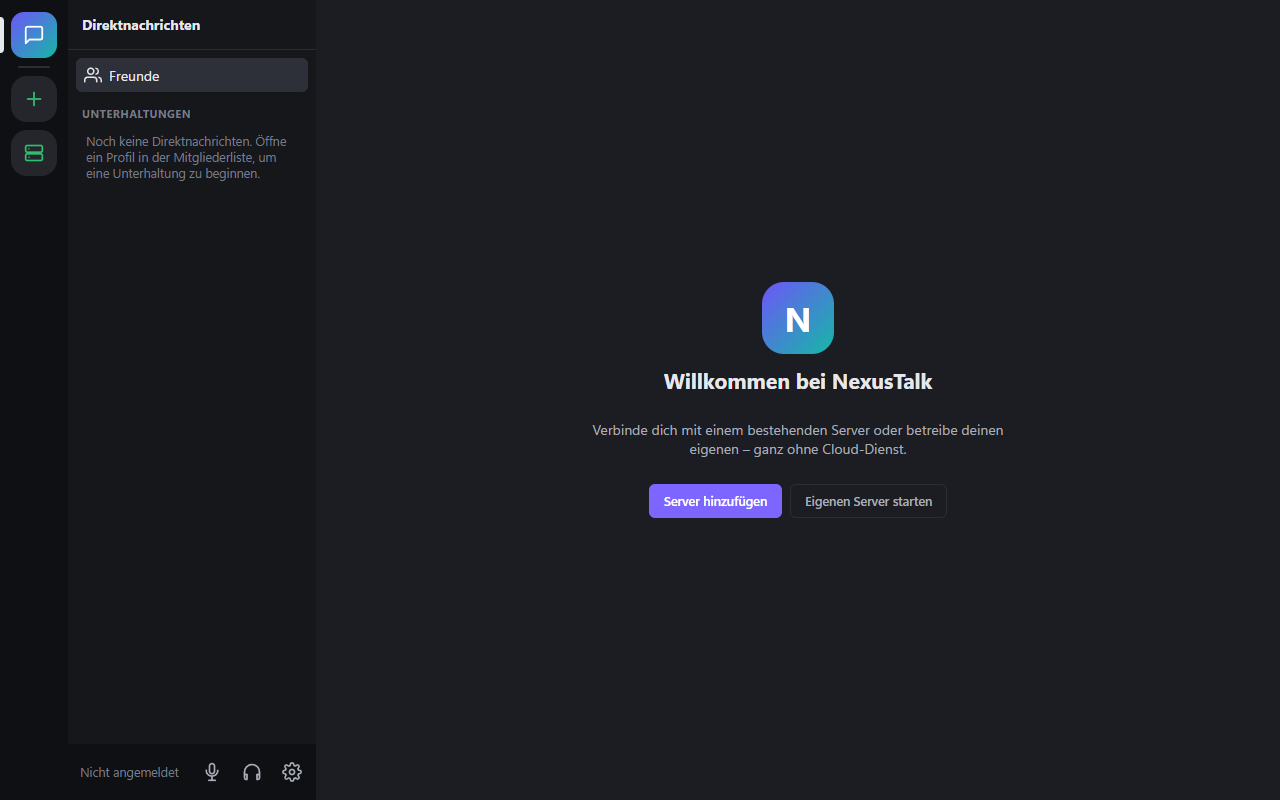 Direktnachrichten
Freunde
UNTERHALTUNGEN
Noch keine Direktnachrichten. Öffne
ein Profil in der Mitgliederliste, um
eine Unterhaltung zu beginnen.
N
Willkommen bei NexusTalk
Verbinde dich mit einem bestehenden Server oder betreibe deinen
eigenen – ganz ohne Cloud-Dienst.
Server hinzufügen
Eigenen Server starten
Nicht angemeldet